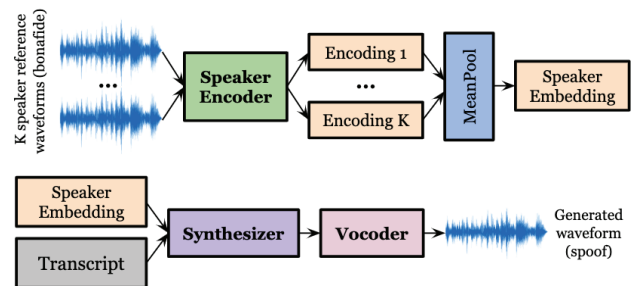 K speaker reference
waveforms (bonafide)
...
Speaker
Encoder
Encoding 1
...
Encoding K
MeanPool
Speaker
Embedding
Speaker
Embedding
Transcript
Synthesizer
Vocoder
Generated
waveform
(spoof)